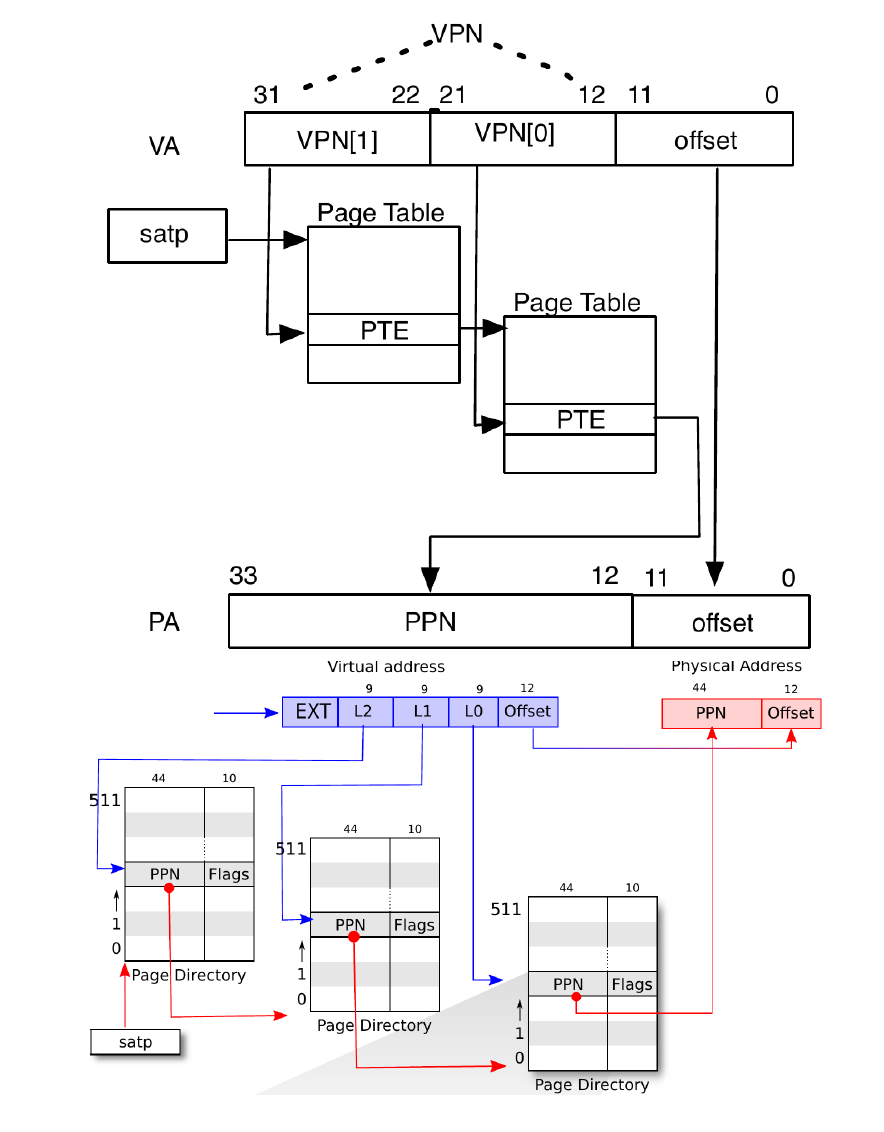 VPN
31 22 21 12 11 0
VA VPN[1] VPN[0] offset
satp
Page Table
PTE
Page Table
PTE
33 12 11 0
PA PPN offset
Virtual address Physical Address
9 9 9 12 44 12
EXT L2 L1 L0 Offset PPN Offset
44 10
511
PPN Flags
1
0
Page Directory
satp
44 10
511
PPN Flags
1
0
Page Directory
44 10
511
PPN Flags
1
0
Page Directory